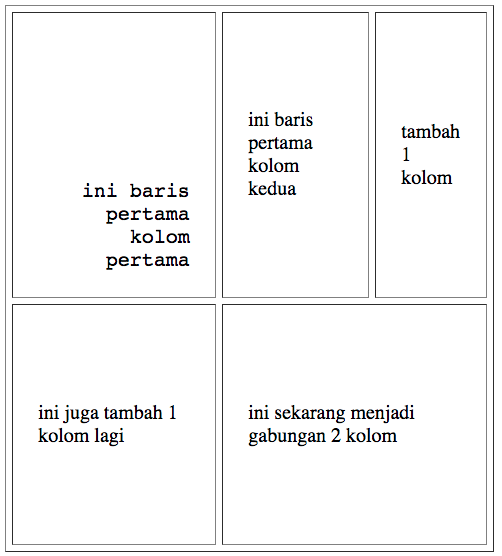 ini baris
pertama
kolom
pertama
ini baris
pertama
kolom
kedua
tambah
1
kolom
ini juga tambah 1
kolom lagi
ini sekarang menjadi
gabungan 2 kolom